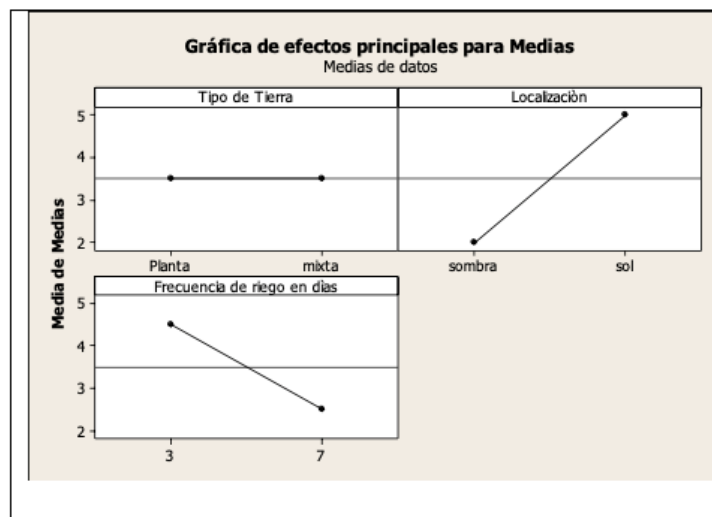 Gráfica de efectos principales para Medias
Medias de datos
Tipo de Tierra
Localizaciòn
5
4
3
2
Planta
mixta
sombra
sol
Frecuencia de riego en dìas
5
4
3
2
3
7
Media de Medias